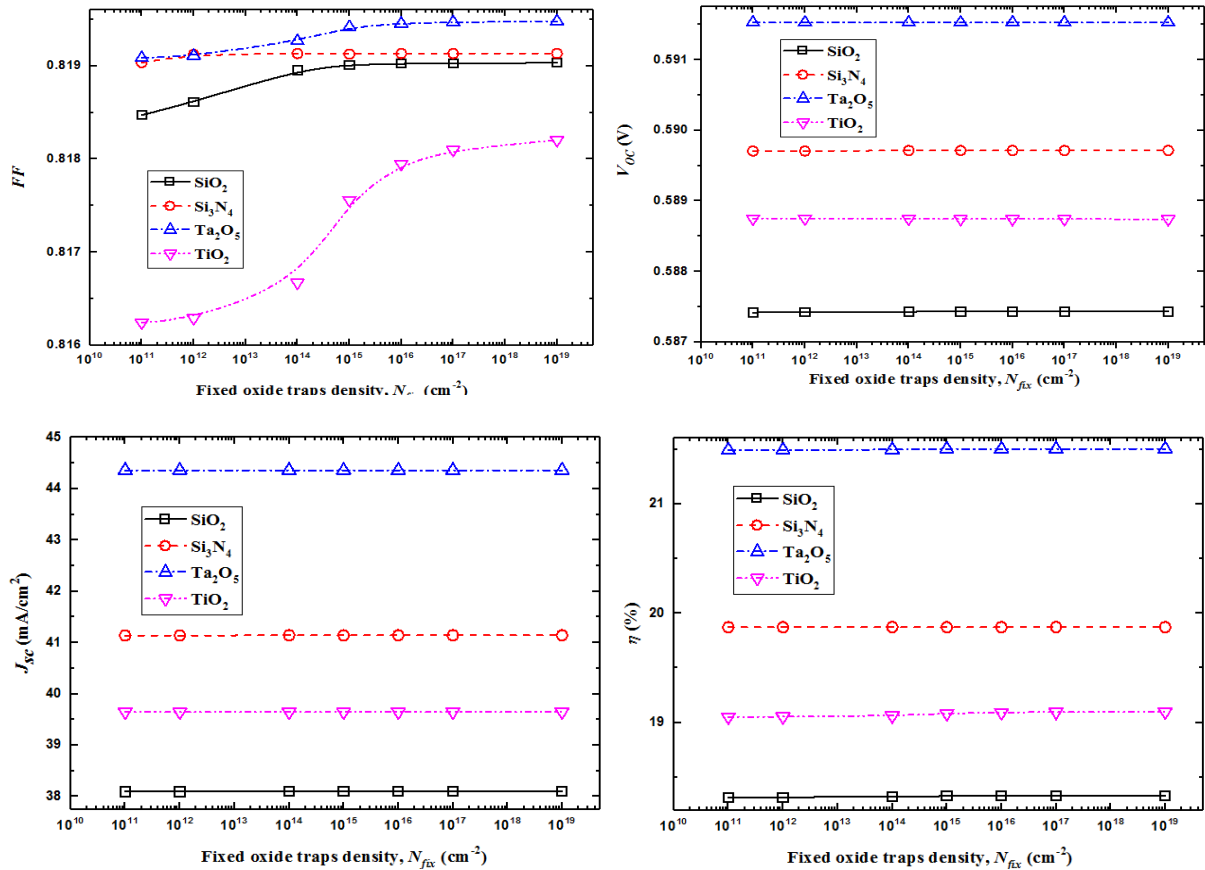 0.819
0.818
0.817
0.816
FF
SiO2
Si3N4
Ta2O5
TiO2
10^10 10^11 10^12 10^13 10^14 10^15 10^16 10^17 10^18 10^19
Fixed oxide traps density, (cm^-2)
0.591
0.590
0.589
0.588
0.587
VOC (V)
SiO2
Si3N4
Ta2O5
TiO2
10^10 10^11 10^12 10^13 10^14 10^15 10^16 10^17 10^18 10^19
Fixed oxide traps density, Nfix (cm^-2)
45
44
43
42
41
40
39
38
Jsc (mA/cm^2)
SiO2
Si3N4
Ta2O5
TiO2
10^10 10^11 10^12 10^13 10^14 10^15 10^16 10^17 10^18 10^19
Fixed oxide traps density, Nfix (cm^-2)
21
20
19
η (%)
SiO2
Si3N4
Ta2O5
TiO2
10^10 10^11 10^12 10^13 10^14 10^15 10^16 10^17 10^18 10^19
Fixed oxide traps density, Nfix (cm^-2)